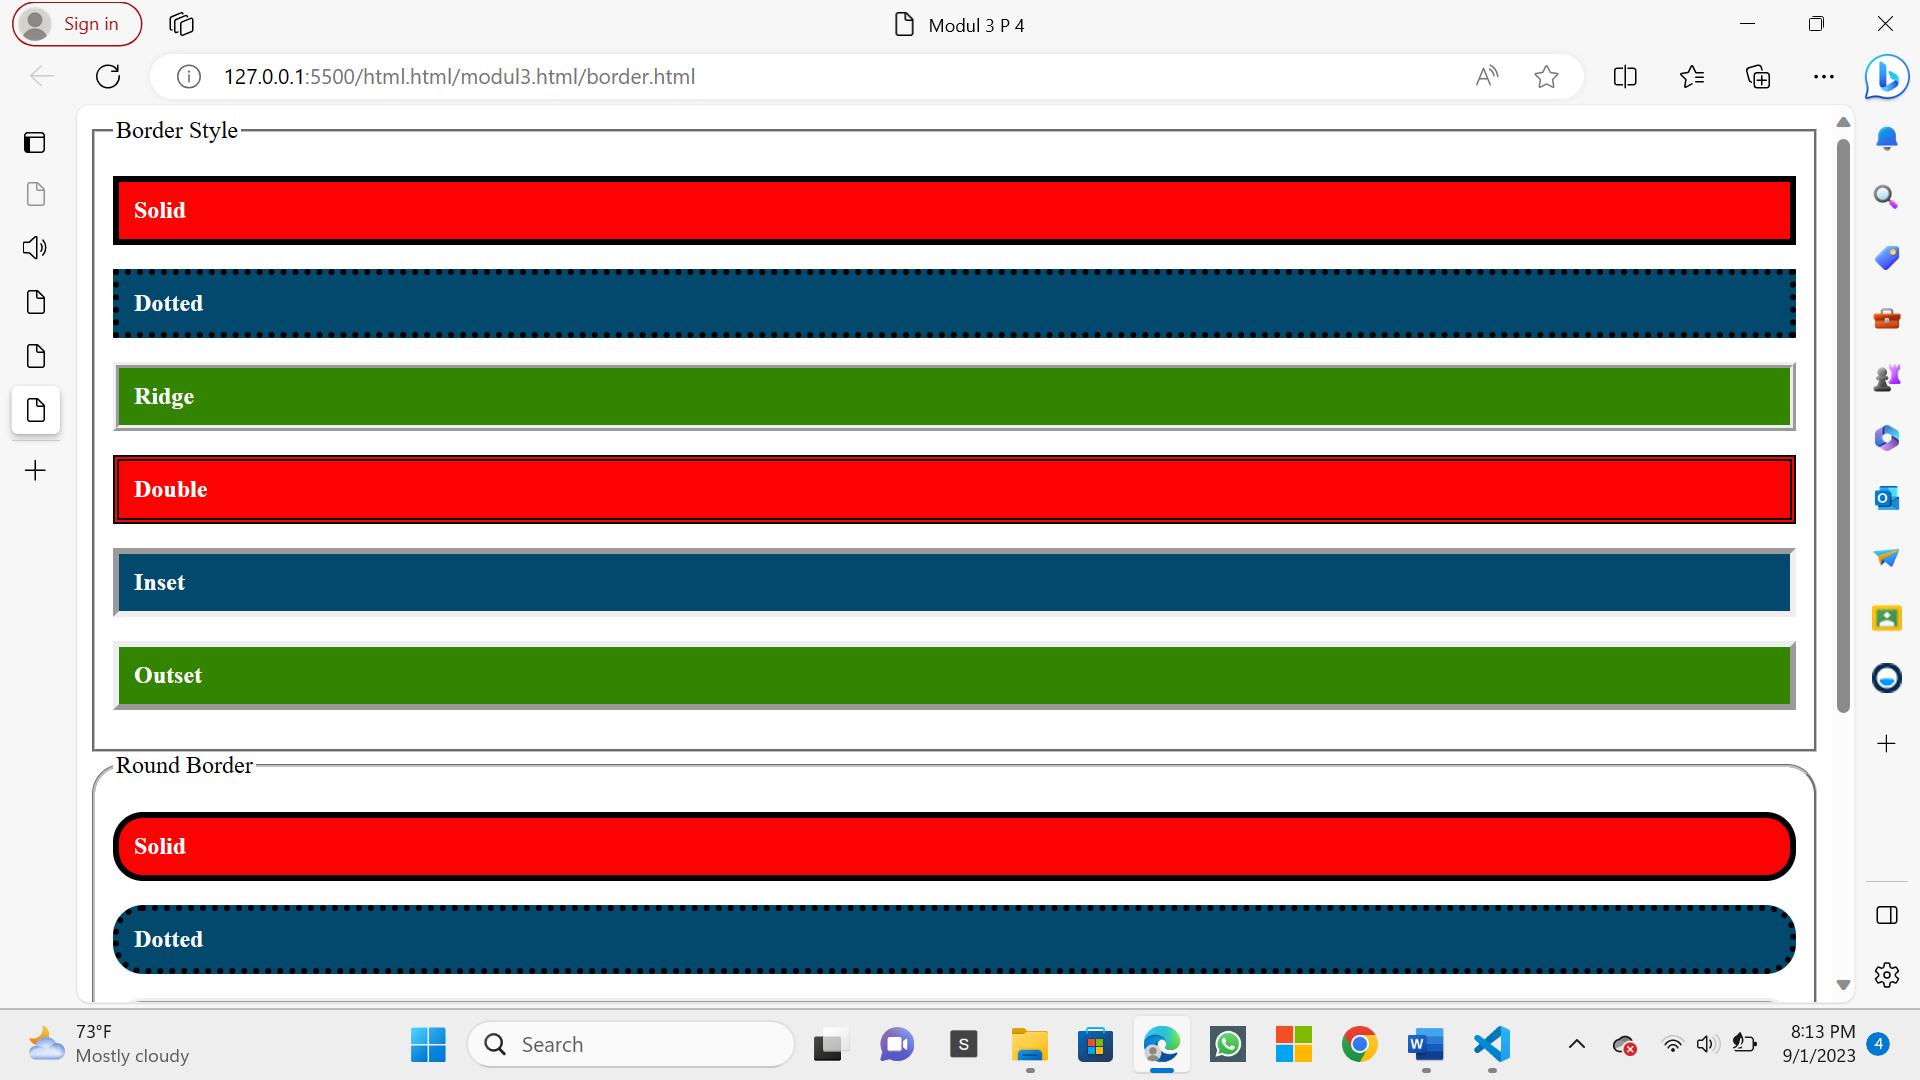 Sign in
Modul 3 P 4
127.0.0.1:5500/html.html/modul3.html/border.html
Border Style
Solid
Dotted
Ridge
Double
Inset
Outset
Round Border
Solid
Dotted
73°F
Mostly cloudy
Search
S
W
8:13 PM
9/1/2023
4